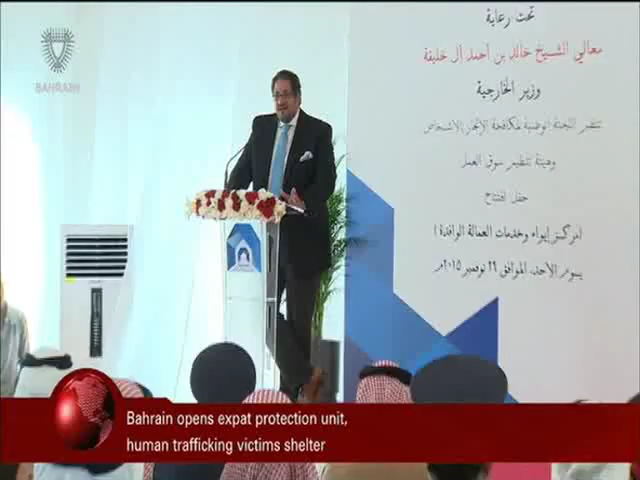 BAHRAIN
تحت رعاية
معالي الشيخ خالد بن أحمد آل خليفة
وزير الخارجية
تنظم اللجنة الوطنية لمكافحة الإتجار بالأشخاص
وهيئة تنظيم سوق العمل
حفل افتتاح
(مركز إيواء وخدمات العمالة الوافدة)
يوم الأحد، الموافق ٢٩ نوفمبر ٢٠١٥م
Bahrain opens expat protection unit,
human trafficking victims shelter